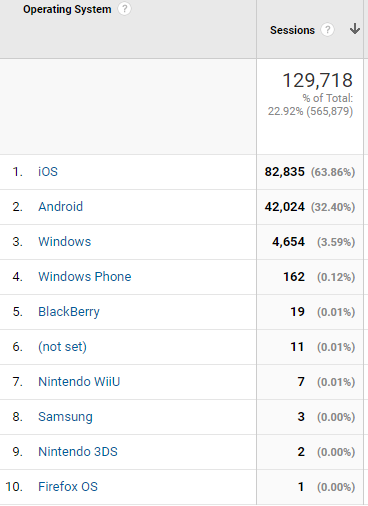 Operating System ?
Sessions ? ↓
129,718
% of Total:
22.92% (565,879)
1. iOS 82,835 (63.86%)
2. Android 42,024 (32.40%)
3. Windows 4,654 (3.59%)
4. Windows Phone 162 (0.12%)
5. BlackBerry 19 (0.01%)
6. (not set) 11 (0.01%)
7. Nintendo WiiU 7 (0.01%)
8. Samsung 3 (0.00%)
9. Nintendo 3DS 2 (0.00%)
10. Firefox OS 1 (0.00%)